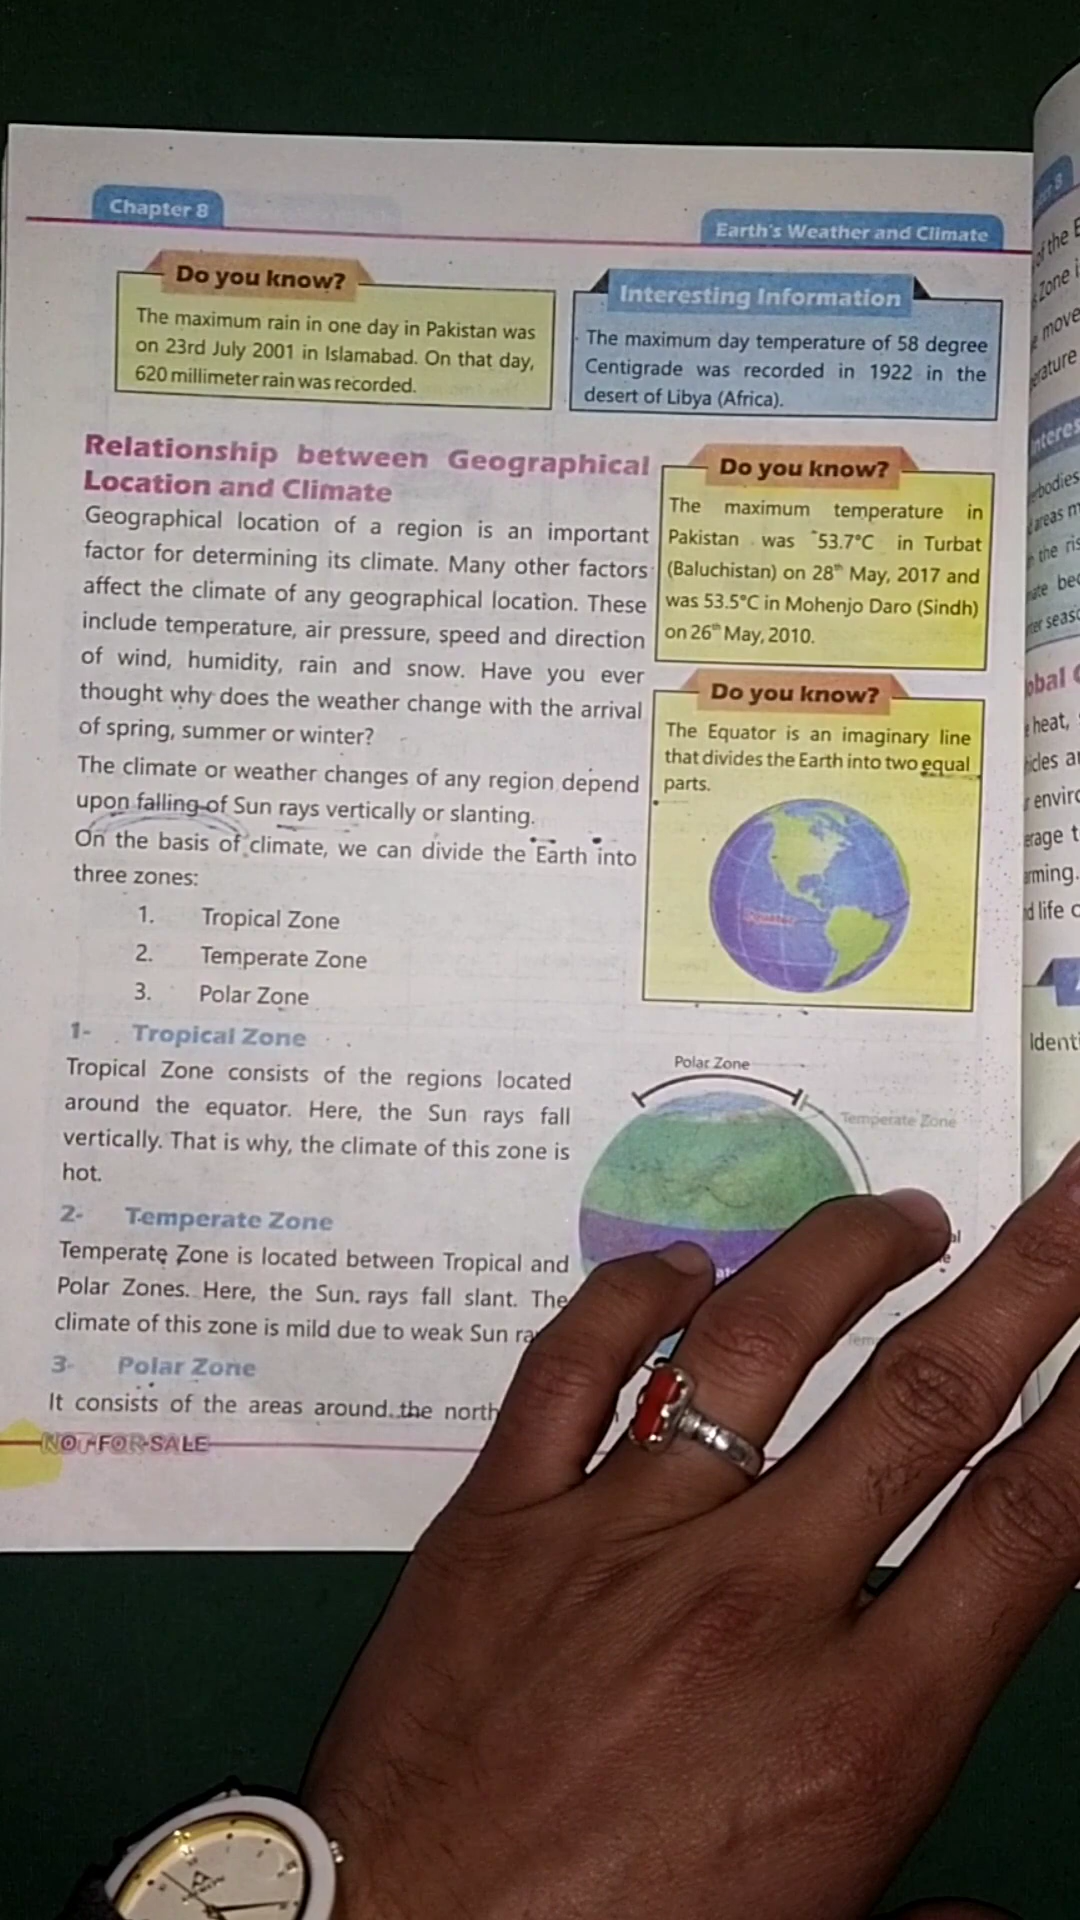 Chapter 8
Earth's Weather and Climate
Do you know?
The maximum rain in one day in Pakistan was
on 23rd July 2001 in Islamabad. On that day,
620 millimeter rain was recorded.
Interesting Information
The maximum day temperature of 58 degree
Centigrade was recorded in 1922 in the
desert of Libya (Africa).
Relationship between Geographical
Location and Climate
Geographical location of a region is an important
factor for determining its climate. Many other factors
affect the climate of any geographical location. These
include temperature, air pressure, speed and direction
of wind, humidity, rain and snow. Have you ever
thought why does the weather change with the arrival
of spring, summer or winter?
The climate or weather changes of any region depend
upon falling of Sun rays vertically or slanting.
On the basis of climate, we can divide the Earth into
three zones:
1. Tropical Zone
2. Temperate Zone
3. Polar Zone
Do you know?
The maximum temperature in
Pakistan was 53.7°C in Turbat
(Baluchistan) on 28th May, 2017 and
was 53.5°C in Mohenjo Daro (Sindh)
on 26th May, 2010.
Do you know?
The Equator is an imaginary line
that divides the Earth into two equal
parts.
Equator
1- Tropical Zone
Tropical Zone consists of the regions located
around the equator. Here, the Sun rays fall
vertically. That is why, the climate of this zone is
hot.
2- Temperate Zone
Temperate Zone is located between Tropical and
Polar Zones. Here, the Sun rays fall slant. The
climate of this zone is mild due to weak Sun
3- Polar Zone
It consists of the areas around the north
Polar Zone
Temperate Zone
NOT FOR SALE
of the
Zone
move
heat,
life